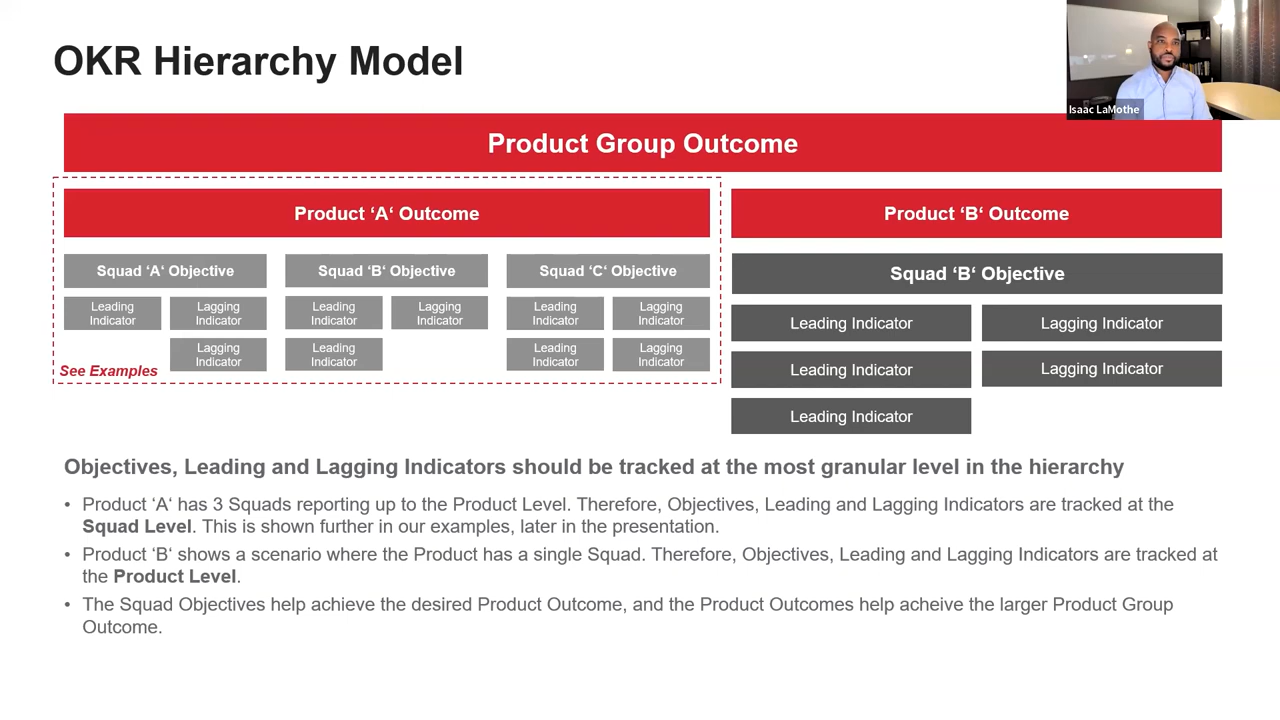 OKR Hierarchy Model
Isaac LaMothe
Product Group Outcome
Product ‘A‘ Outcome
Squad ‘A‘ Objective
Leading
Indicator
Lagging
Indicator
Lagging
Indicator
See Examples
Squad ‘B‘ Objective
Leading
Indicator
Lagging
Indicator
Leading
Indicator
Squad ‘C‘ Objective
Leading
Indicator
Lagging
Indicator
Leading
Indicator
Lagging
Indicator
Product ‘B‘ Outcome
Squad ‘B‘ Objective
Leading Indicator
Lagging Indicator
Leading Indicator
Lagging Indicator
Leading Indicator
Objectives, Leading and Lagging Indicators should be tracked at the most granular level in the hierarchy
• Product ‘A‘ has 3 Squads reporting up to the Product Level. Therefore, Objectives, Leading and Lagging Indicators are tracked at the
Squad Level. This is shown further in our examples, later in the presentation.
• Product ‘B‘ shows a scenario where the Product has a single Squad. Therefore, Objectives, Leading and Lagging Indicators are tracked at
the Product Level.
• The Squad Objectives help achieve the desired Product Outcome, and the Product Outcomes help acheive the larger Product Group
Outcome.